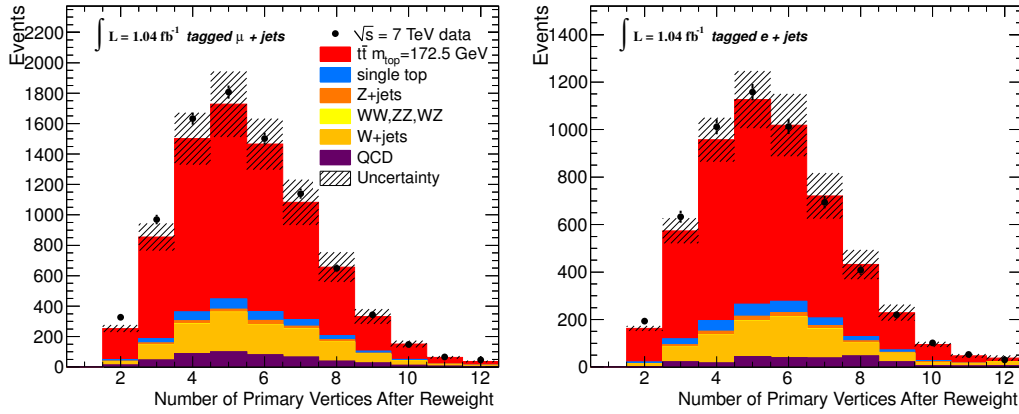 Events
2200
2000
1800
1600
1400
1200
1000
800
600
400
200
0
∫ L = 1.04 fb⁻¹ tagged μ + jets
√s = 7 TeV data
tt̄ m_top=172.5 GeV
single top
Z+jets
WW,ZZ,WZ
W+jets
QCD
Uncertainty
2 4 6 8 10 12
Number of Primary Vertices After Reweight
Events
1400
1200
1000
800
600
400
200
0
∫ L = 1.04 fb⁻¹ tagged e + jets
2 4 6 8 10 12
Number of Primary Vertices After Reweight